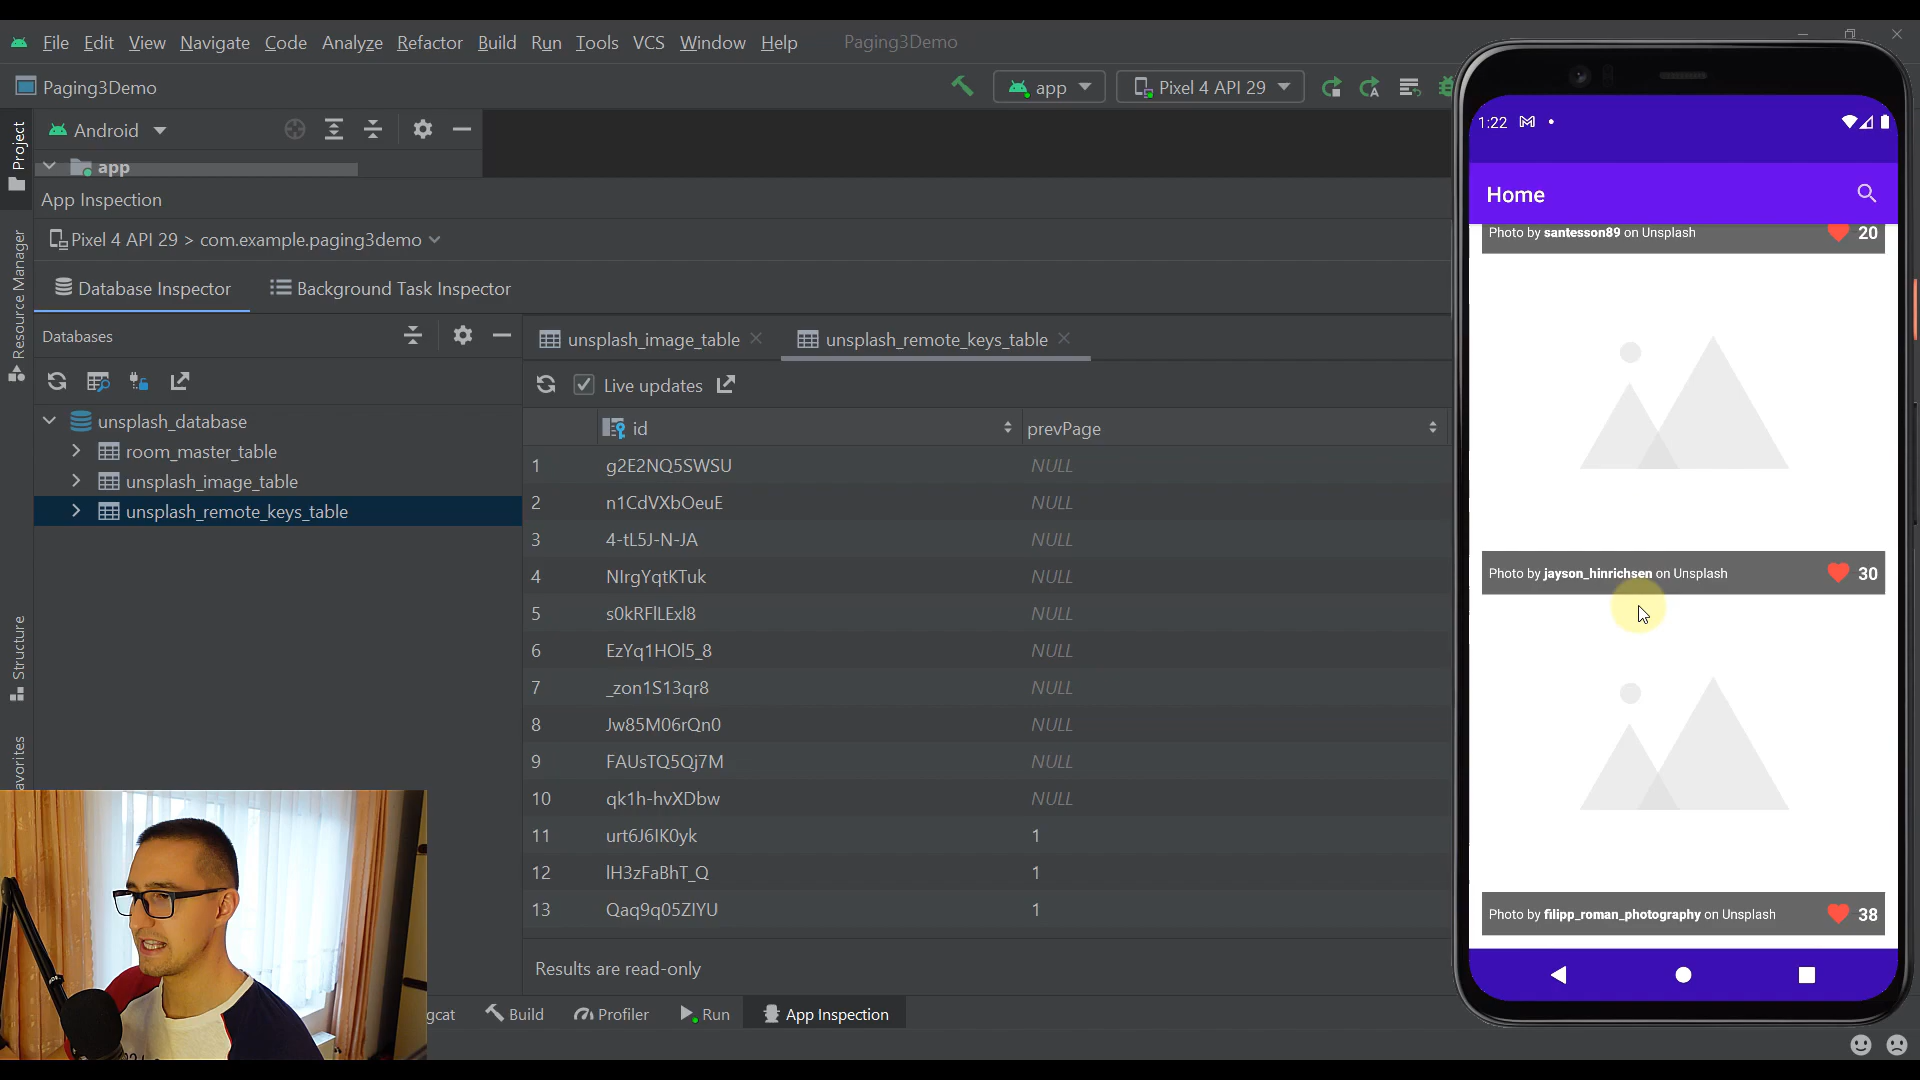 File Edit View Navigate Code Analyze Refactor Build Run Tools VCS Window Help Paging3Demo
Paging3Demo
app
Pixel 4 API 29
Project
Android
app
App Inspection
Pixel 4 API 29 > com.example.paging3demo
Database Inspector
Background Task Inspector
Resource Manager
Databases
unsplash_image_table
unsplash_remote_keys_table
Live updates
unsplash_database
room_master_table
unsplash_image_table
unsplash_remote_keys_table
id prevPage
1 g2E2NQ5SWSU NULL
2 n1CdVXbOeuE NULL
3 4-tL5J-N-JA NULL
4 NIrgYqtKTuk NULL
5 s0kRFlLExl8 NULL
6 EzYq1HOl5_8 NULL
7 _zon1S13qr8 NULL
8 Jw85M06rQn0 NULL
9 FAUsTQ5Qj7M NULL
10 qk1h-hvXDbw NULL
11 urt6J6IK0yk 1
12 lH3zFaBhT_Q 1
13 Qaq9q05ZIYU 1
Results are read-only
Structure
avorites
gcat
Build
Profiler
Run
App Inspection
1:22
Home
Photo by santesson89 on Unsplash 20
Photo by jayson_hinrichsen on Unsplash 30
Photo by filipp_roman_photography on Unsplash 38